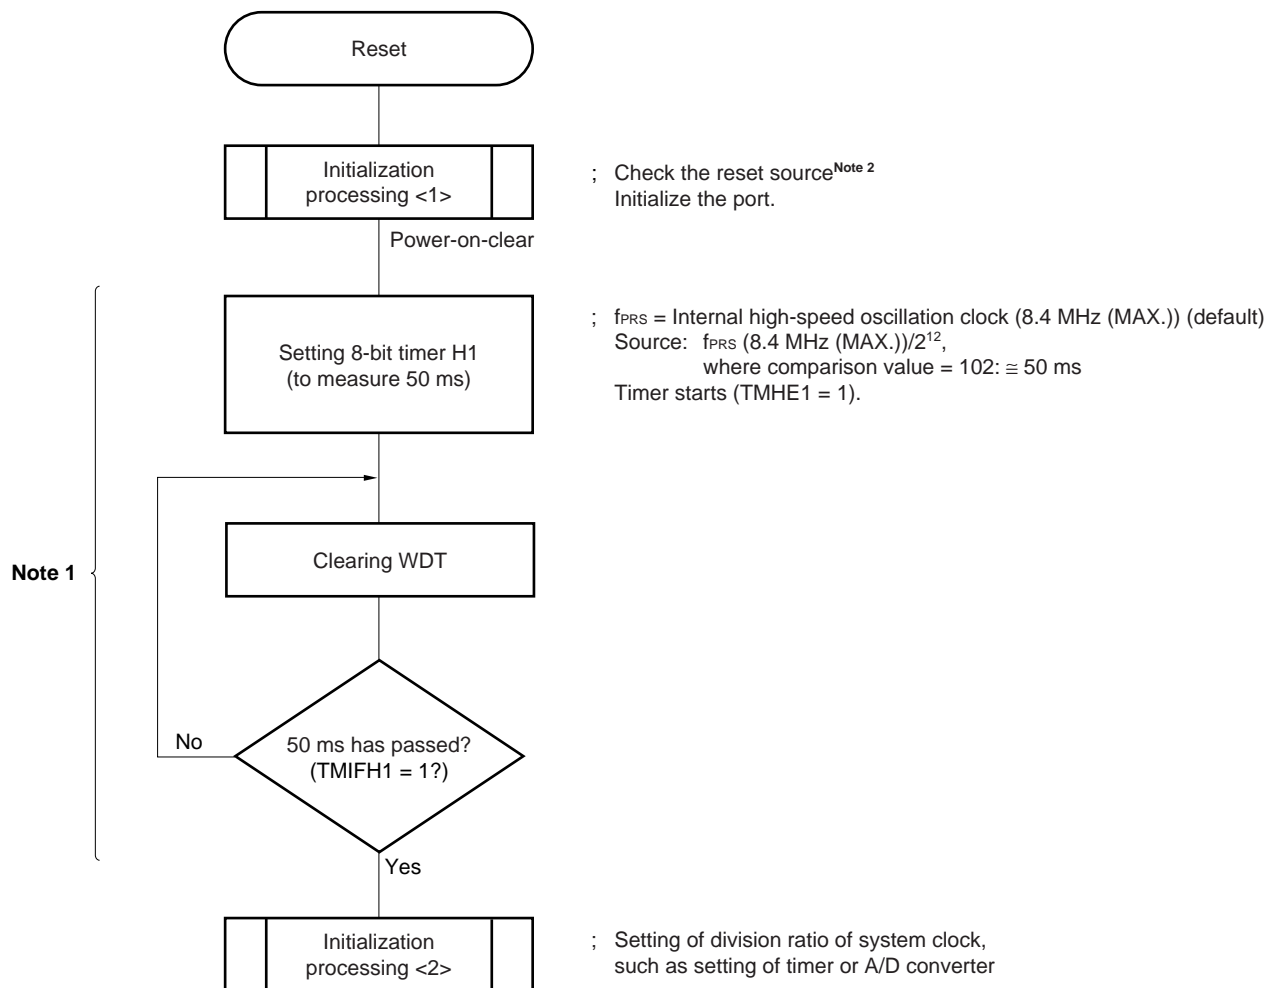 Reset
Initialization
processing <1>
; Check the reset sourceNote 2
Initialize the port.
Power-on-clear
Setting 8-bit timer H1
(to measure 50 ms)
; fPRS = Internal high-speed oscillation clock (8.4 MHz (MAX.)) (default)
Source: fPRS (8.4 MHz (MAX.))/2¹²,
where comparison value = 102: ≅ 50 ms
Timer starts (TMHE1 = 1).
Note 1
Clearing WDT
No
50 ms has passed?
(TMIFH1 = 1?)
Yes
Initialization
processing <2>
; Setting of division ratio of system clock,
such as setting of timer or A/D converter